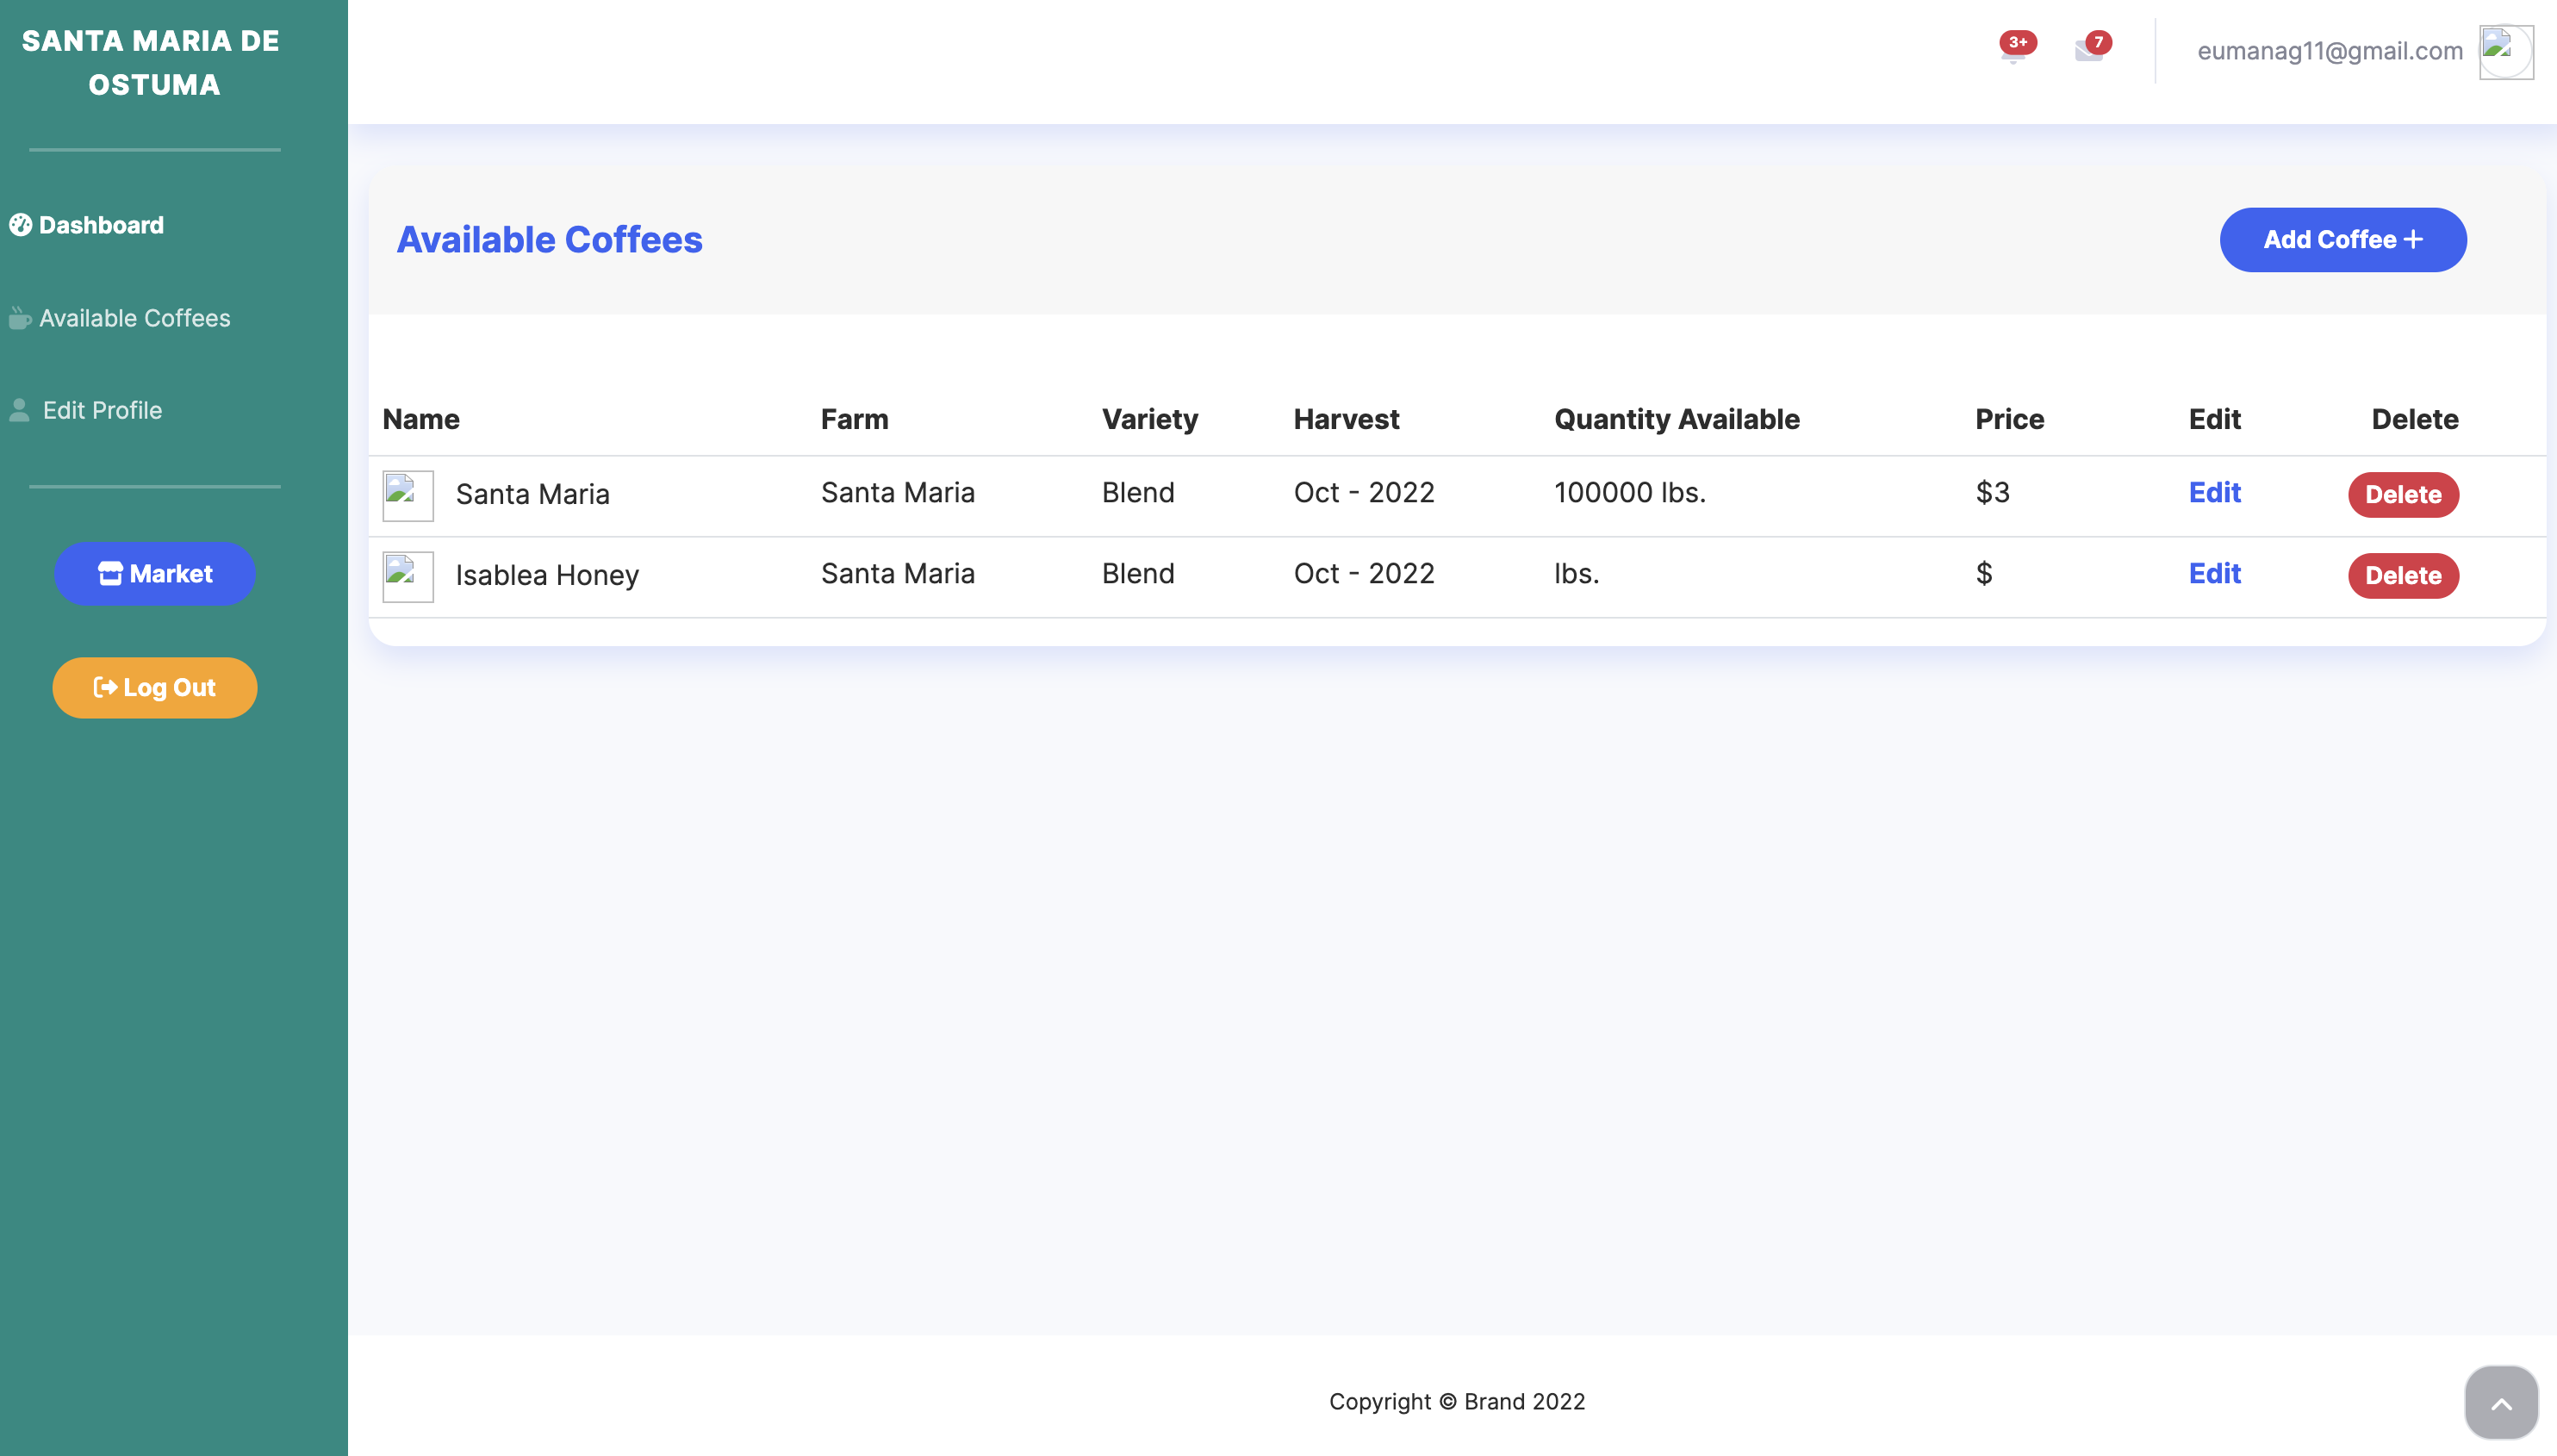 SANTA MARIA DE
OSTUMA
3+
7
eumanag11@gmail.com
Dashboard
Available Coffees
Edit Profile
Market
Log Out
Available Coffees
Add Coffee +
Name Farm Variety Harvest Quantity Available Price Edit Delete
Santa Maria Santa Maria Blend Oct - 2022 100000 lbs. $3 Edit Delete
Isablea Honey Santa Maria Blend Oct - 2022 lbs. $ Edit Delete
Copyright © Brand 2022